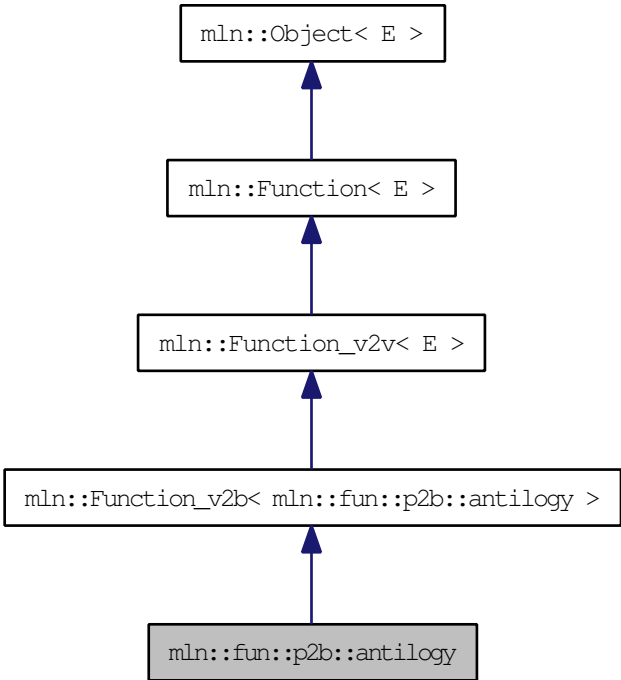 mln::Object< E >
mln::Function< E >
mln::Function_v2v< E >
mln::Function_v2b< mln::fun::p2b::antilogy >
mln::fun::p2b::antilogy